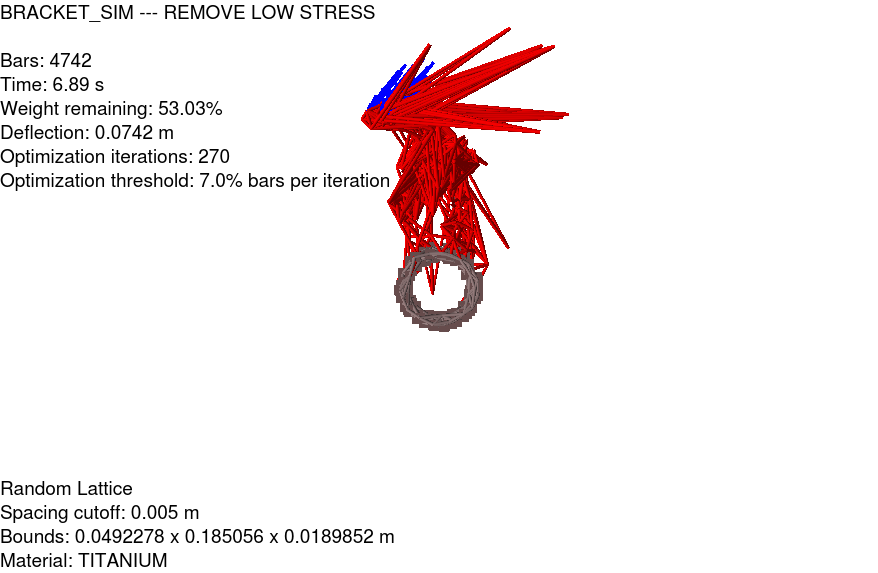 BRACKET_SIM --- REMOVE LOW STRESS
Bars: 4742
Time: 6.89 s
Weight remaining: 53.03%
Deflection: 0.0742 m
Optimization iterations: 270
Optimization threshold: 7.0% bars per iteration
Random Lattice
Spacing cutoff: 0.005 m
Bounds: 0.0492278 x 0.185056 x 0.0189852 m
Material: TITANIUM